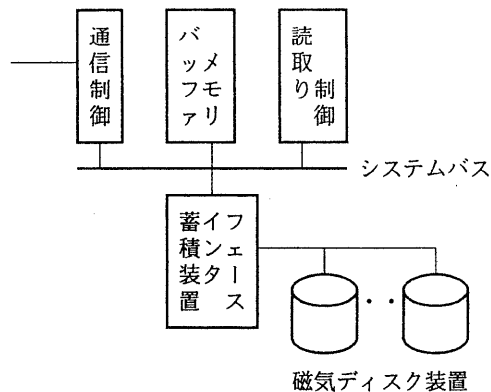 通信制御
バッファ
メモリ
読取り
制御
システムバス
蓄積装置
インタ
フェース
磁気ディスク装置